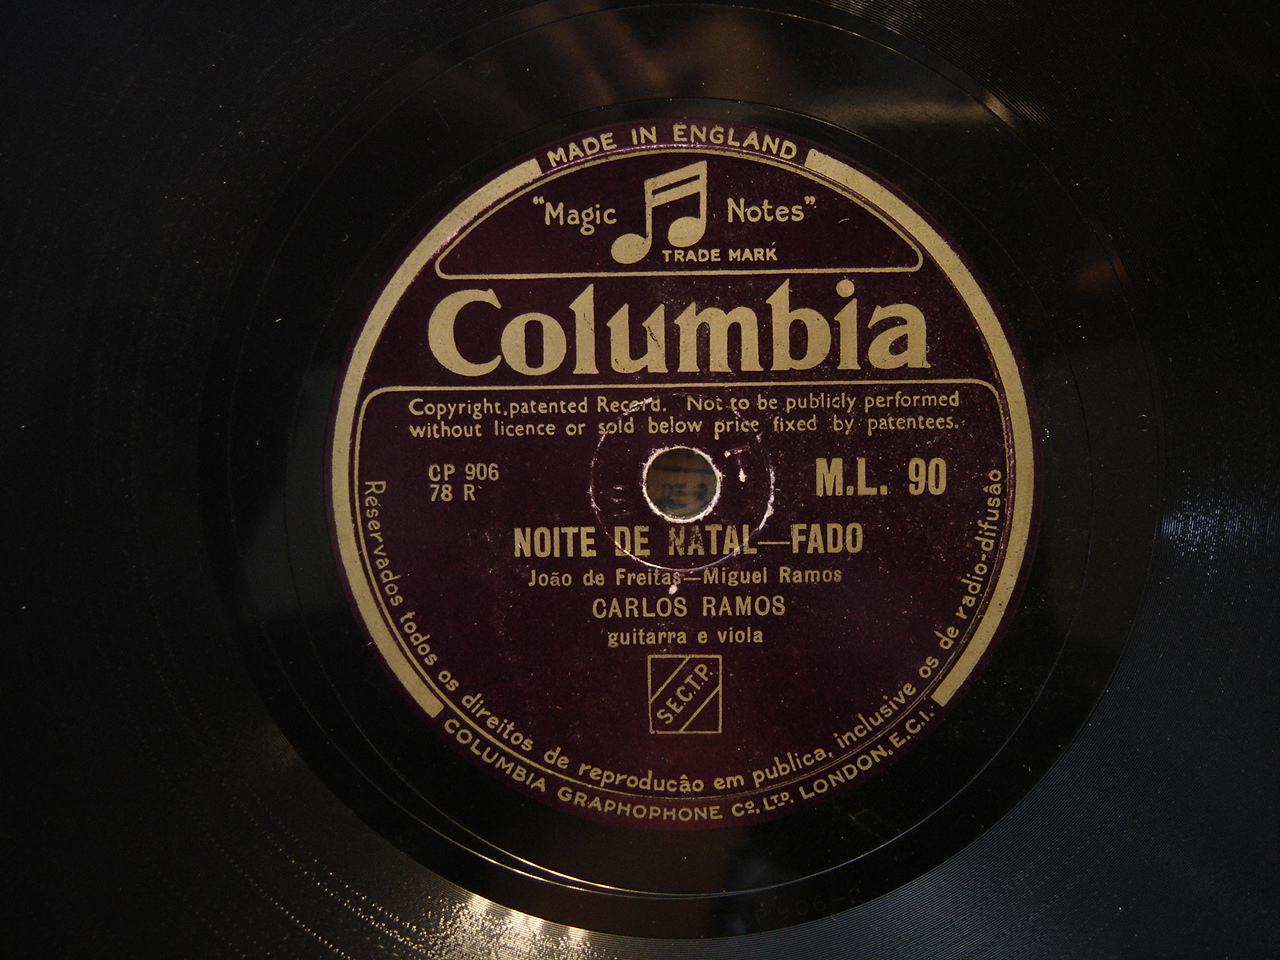 MADE IN ENGLAND
"Magic Notes"
TRADE MARK
Columbia
Copyright, patented Record. Not to be publicly performed
without licence or sold below price fixed by patentees.
CP 906
78 R
M.L. 90
NOITE DE NATAL—FADO
João de Freitas—Miguel Ramos
CARLOS RAMOS
guitarra e viola
S.E.C.T.P.
Réservados todos os direitos de reproducâo em publica, inclusive os de radio-difusâo
COLUMBIA GRAPHOPHONE Co, LTD. LONDON, E.C.1.